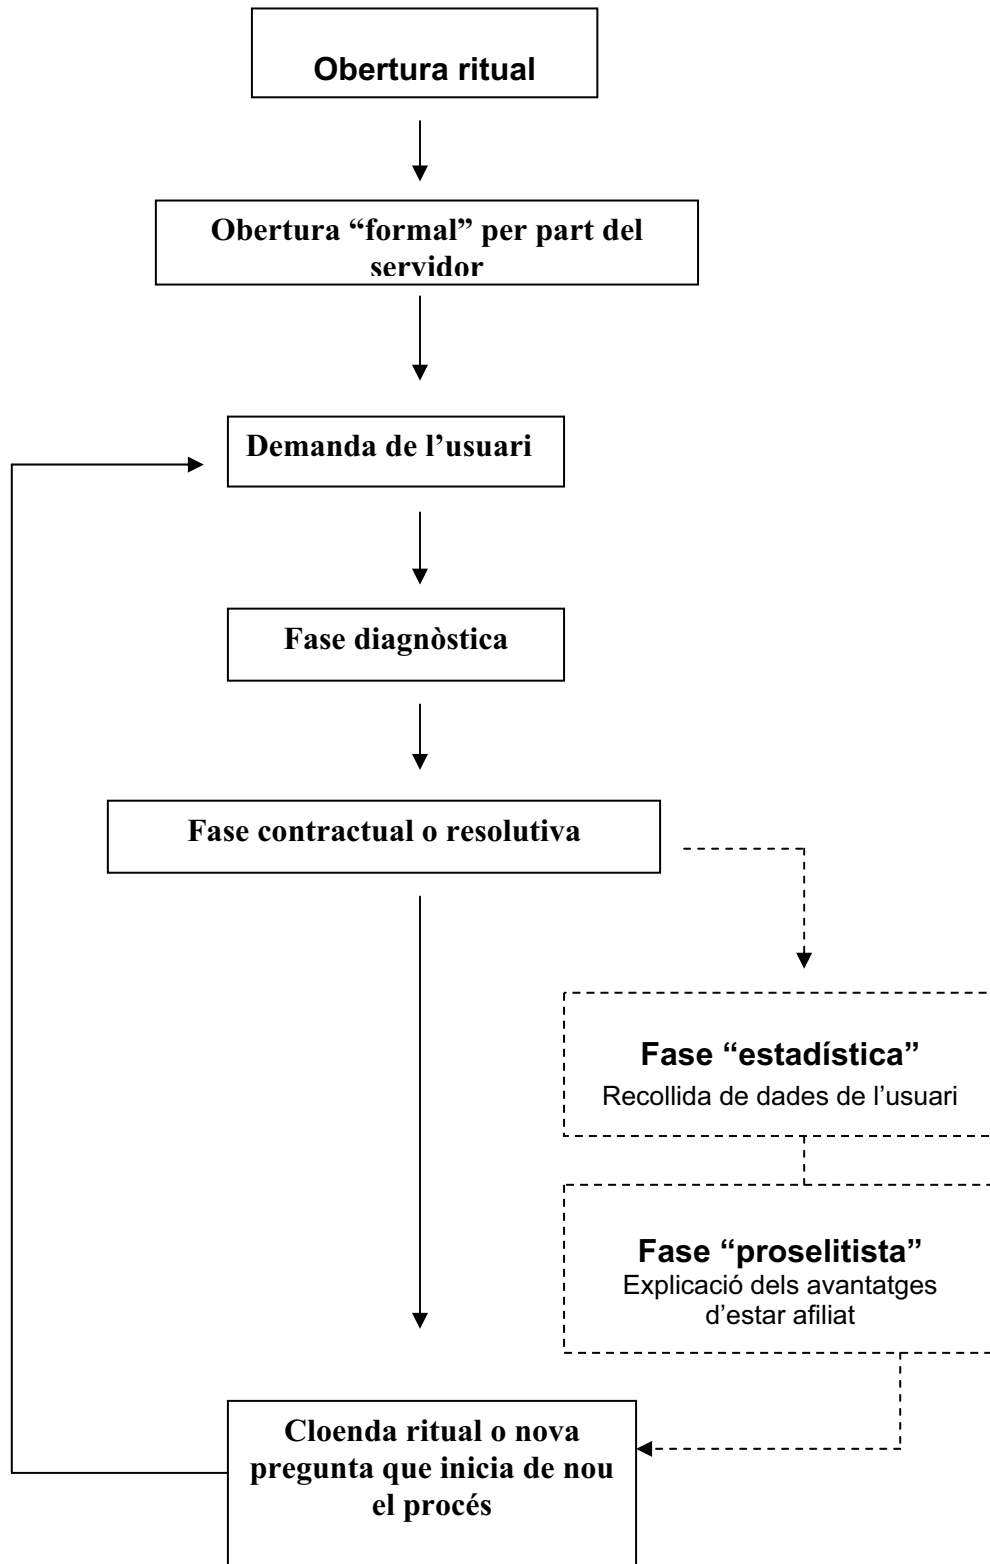 Obertura ritual
Obertura “formal” per part del
servidor
Demanda de l’usuari
Fase diagnòstica
Fase contractual o resolutiva
Fase “estadística”
Recollida de dades de l’usuari
Fase “proselitista”
Explicació dels avantatges
d’estar afiliat
Cloenda ritual o nova
pregunta que inicia de nou
el procés